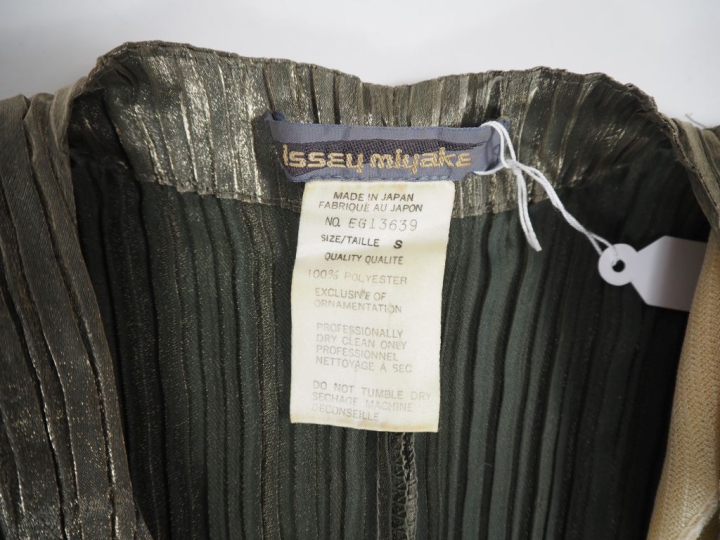 ISSEY MIYAKE
MADE IN JAPAN
FABRIQUE AU JAPON
NO. EG13639
SIZE/TAILLE S
QUALITY QUALITÉ
100% POLYESTER
EXCLUSIVE OF
ORNAMENTATION
PROFESSIONALLY
DRY CLEAN ONLY
PROFESSIONNEL
NETTOYAGE A SEC
DO NOT TUMBLE DRY
SECHAGE MACHINE
DECONSEILLE